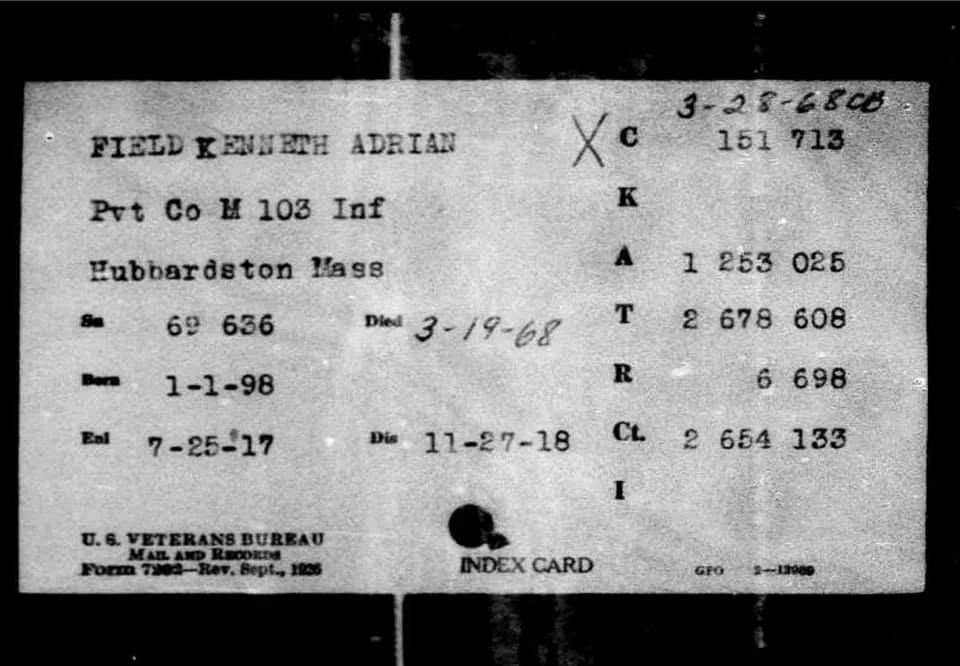 3-28-68CB
FIELD KENNETH ADRIAN X C 151 713
Pvt Co M 103 Inf K
Hubbardston Mass A 1 253 025
Sn 69 636 Died 3-19-68 T 2 678 608
Born 1-1-98 R 6 698
Enl 7-25-17 Dis 11-27-18 Ct. 2 654 133
I
U. S. VETERANS BUREAU
MAIL AND RECORDS INDEX CARD
Form 7202—Rev. Sept., 1926 GPO 2—13969